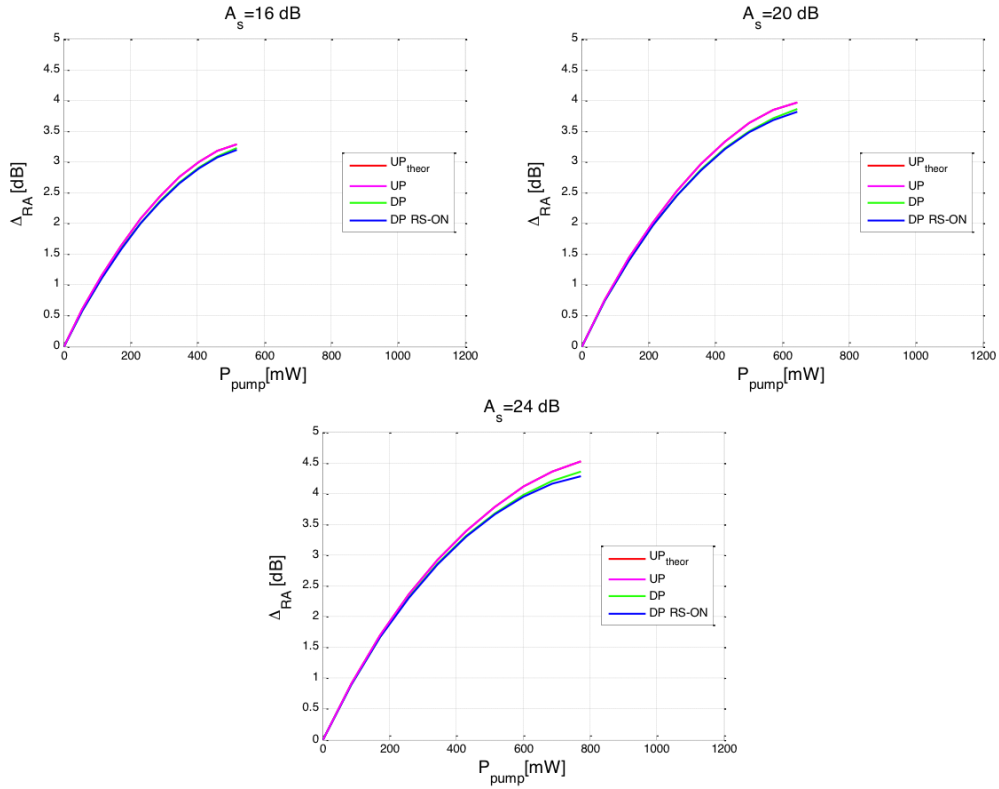 A_s=16 dB
Δ_RA [dB]
5
4.5
4
3.5
3
2.5
2
1.5
1
0.5
0
0 200 400 600 800 1000 1200
P_pump[mW]
UP_theor
UP
DP
DP RS-ON
A_s=20 dB
Δ_RA [dB]
5
4.5
4
3.5
3
2.5
2
1.5
1
0.5
0
0 200 400 600 800 1000 1200
P_pump[mW]
UP_theor
UP
DP
DP RS-ON
A_s=24 dB
Δ_RA [dB]
5
4.5
4
3.5
3
2.5
2
1.5
1
0.5
0
0 200 400 600 800 1000 1200
P_pump[mW]
UP_theor
UP
DP
DP RS-ON